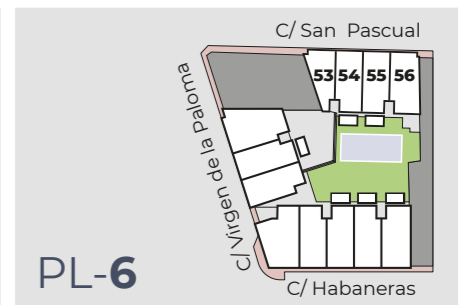 C/ San Pascual
53 54 55 56
C/ Virgen de la Paloma
PL-6
C/ Habaneras